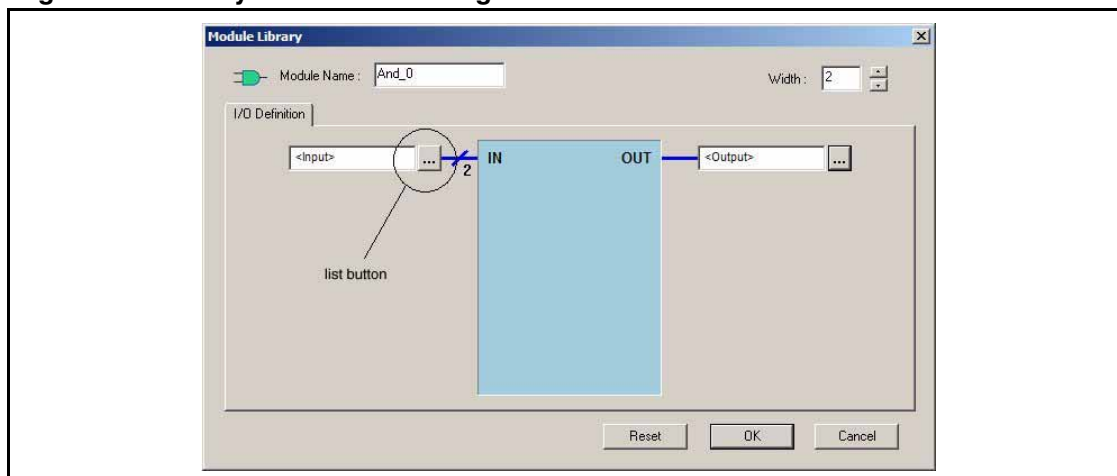 Module Library
Module Name : And_0
Width : 2
I/O Definition
<Input> ... 2 IN OUT <Output> ...
list button
Reset OK Cancel